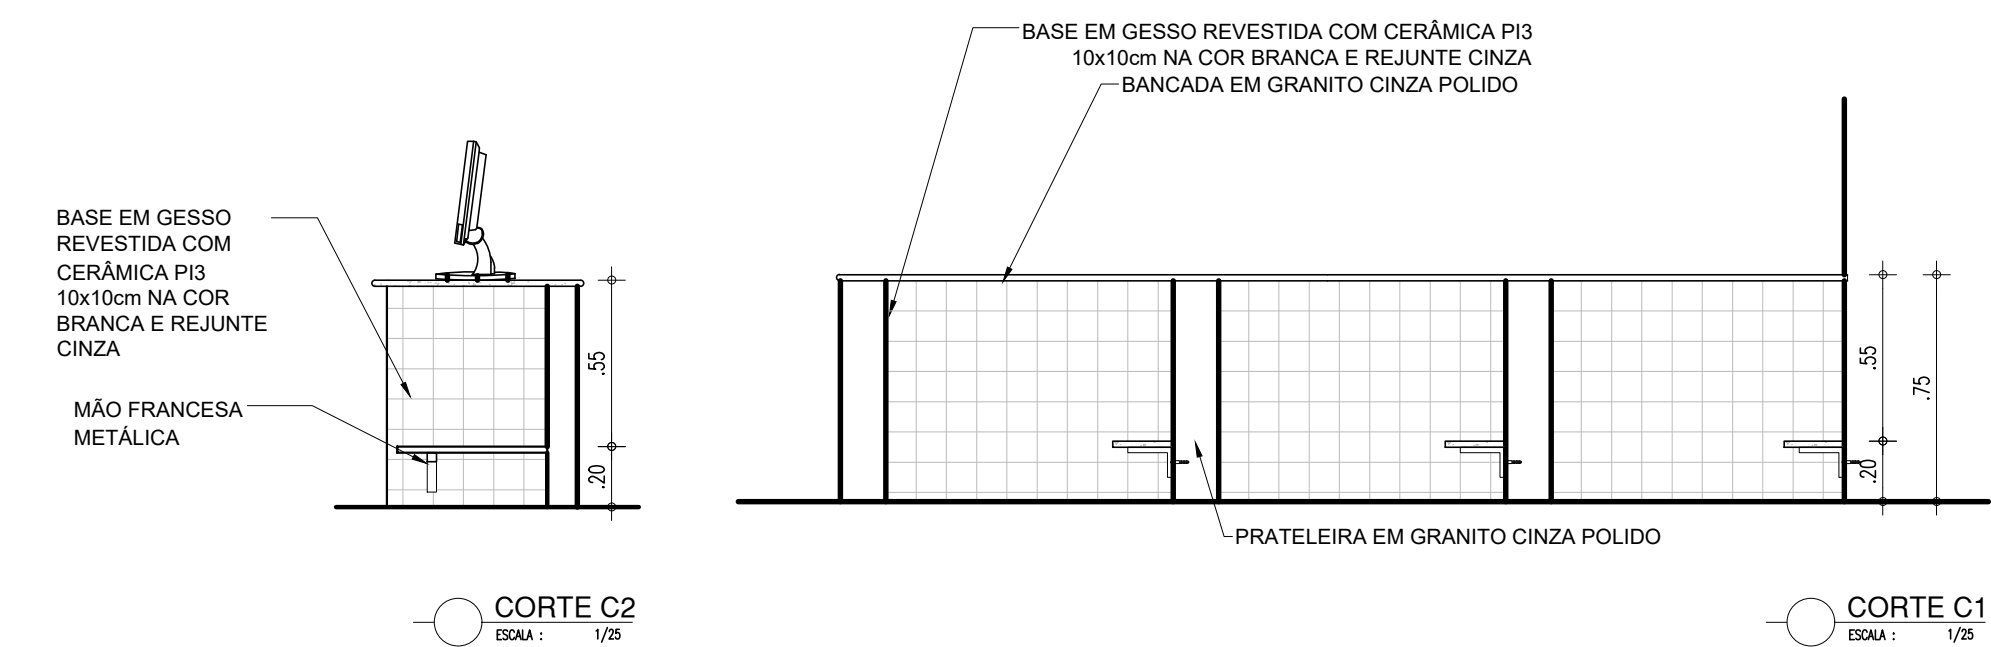 BASE EM GESSO REVESTIDA COM CERÂMICA PI3
10x10cm NA COR BRANCA E REJUNTE CINZA
BANCADA EM GRANITO CINZA POLIDO
BASE EM GESSO
REVESTIDA COM
CERÂMICA PI3
10x10cm NA COR
BRANCA E REJUNTE
CINZA
MÃO FRANCESA
METÁLICA
.55
.20
.55
.75
.20
PRATELEIRA EM GRANITO CINZA POLIDO
CORTE C2
ESCALA : 1/25
CORTE C1
ESCALA : 1/25